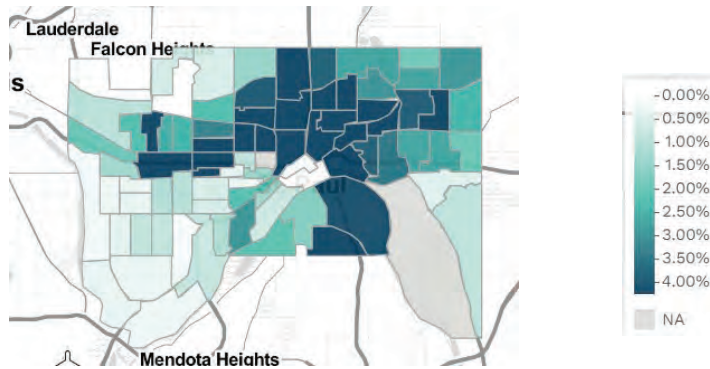 Lauderdale
Falcon Heights
s
Mendota Heights
-0.00%
-0.50%
-1.00%
-1.50%
-2.00%
-2.50%
-3.00%
-3.50%
-4.00%
NA